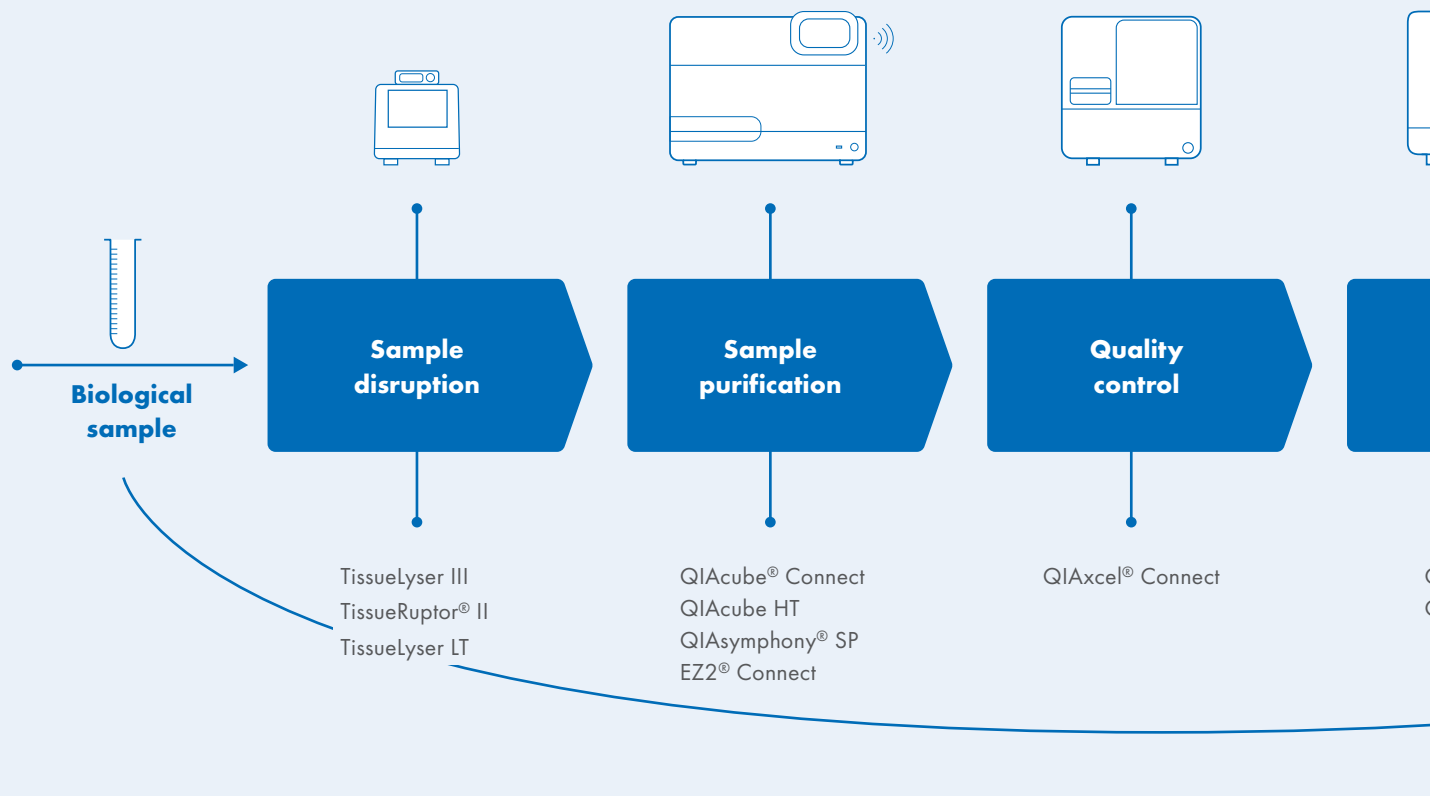 Biological
sample
Sample
disruption
TissueLyser III
TissueRuptor® II
TissueLyser LT
Sample
purification
QIAcube® Connect
QIAcube HT
QIAsymphony® SP
EZ2® Connect
Quality
control
QIAxcel® Connect